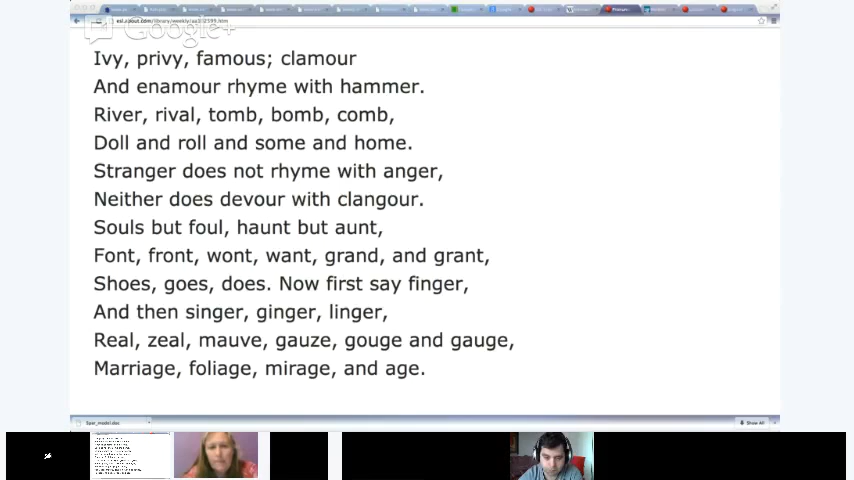 Google+
Ivy, privy, famous; clamour
And enamour rhyme with hammer.
River, rival, tomb, bomb, comb,
Doll and roll and some and home.
Stranger does not rhyme with anger,
Neither does devour with clangour.
Souls but foul, haunt but aunt,
Font, front, wont, want, grand, and grant,
Shoes, goes, does. Now first say finger,
And then singer, ginger, linger,
Real, zeal, mauve, gauze, gouge and gauge,
Marriage, foliage, mirage, and age.
Show All